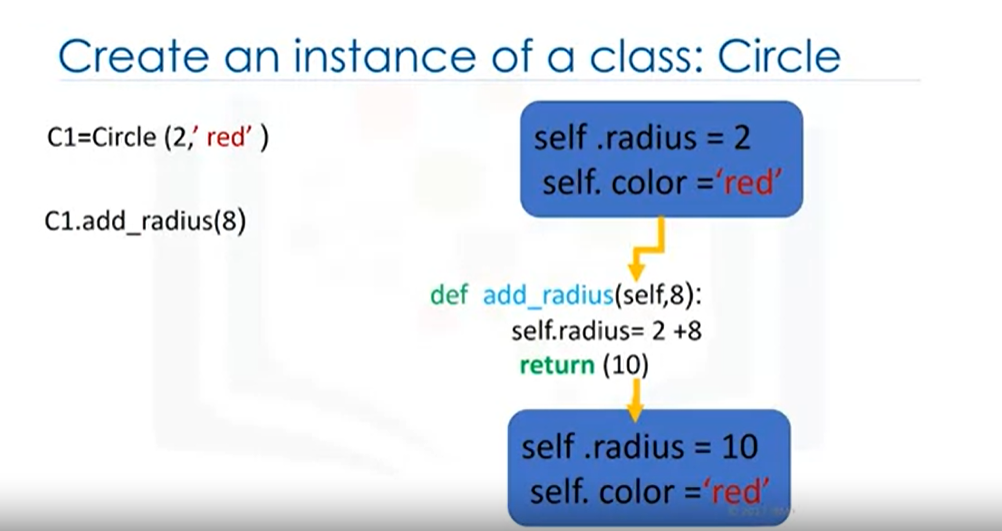 Create an instance of a class: Circle
C1=Circle (2,’ red’ )
C1.add_radius(8)
self .radius = 2
self. color =‘red’
def add_radius(self,8):
self.radius= 2 +8
return (10)
self .radius = 10
self. color =‘red’